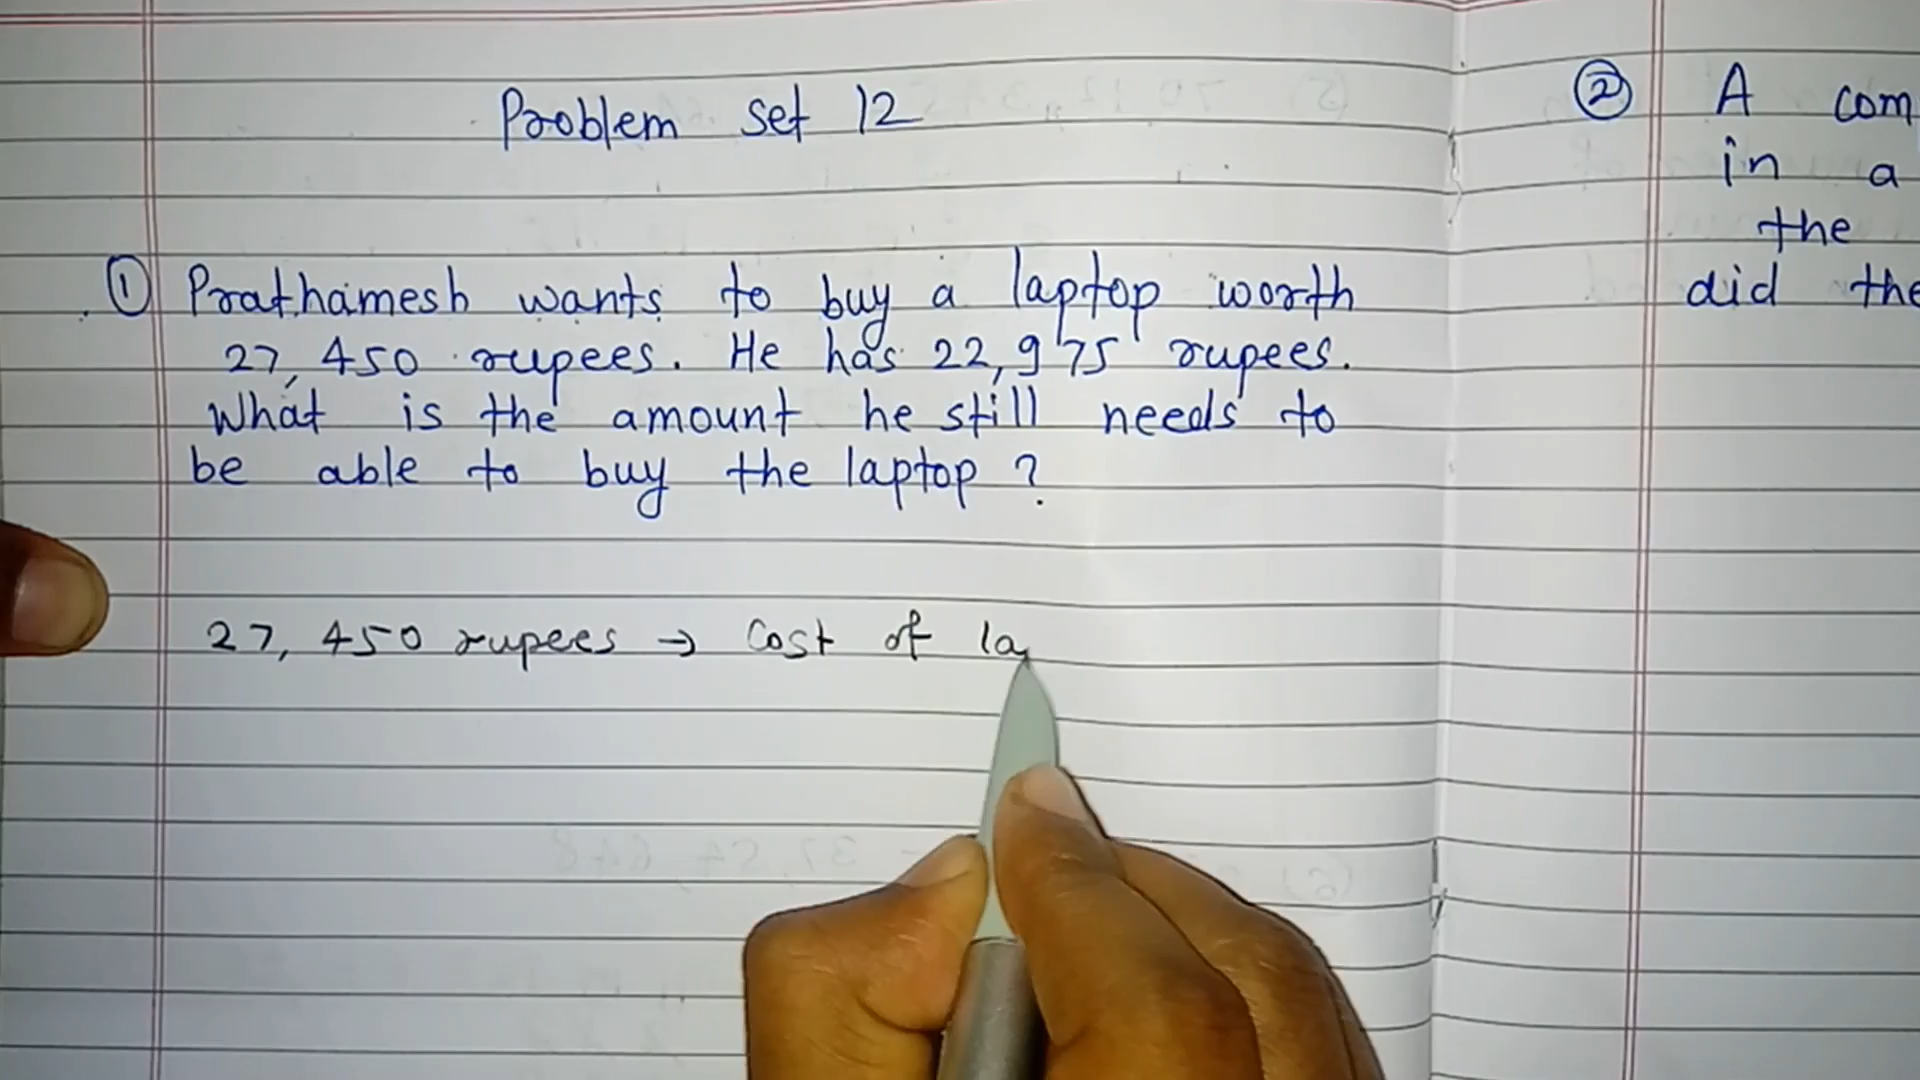 Problem set 12
① Prathamesh wants to buy a laptop worth
27,450 rupees. He has 22,975 rupees.
What is the amount he still needs to
be able to buy the laptop?
27,450 rupees → Cost of la
② A com
in a
the
did the